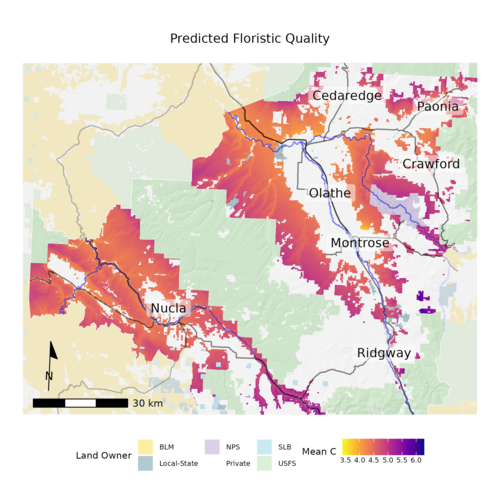 Predicted Floristic Quality
Cedaredge
Paonia
Crawford
Olathe
Montrose
Nucla
Ridgway
N
30 km
Land Owner
BLM
NPS
SLB
Local-State
Private
USFS
Mean C
3.5 4.0 4.5 5.0 5.5 6.0